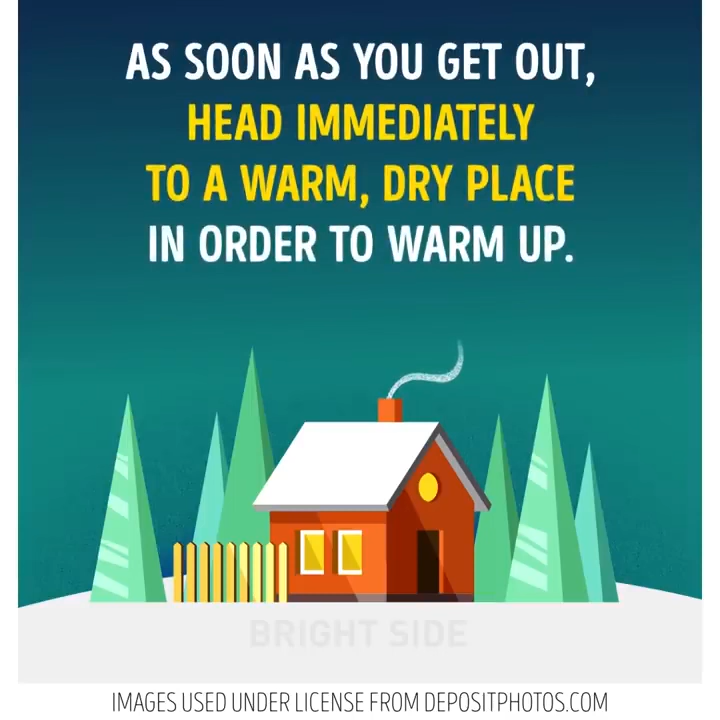 AS SOON AS YOU GET OUT,
HEAD IMMEDIATELY
TO A WARM, DRY PLACE
IN ORDER TO WARM UP.
BRIGHT SIDE
IMAGES USED UNDER LICENSE FROM DEPOSITPHOTOS.COM